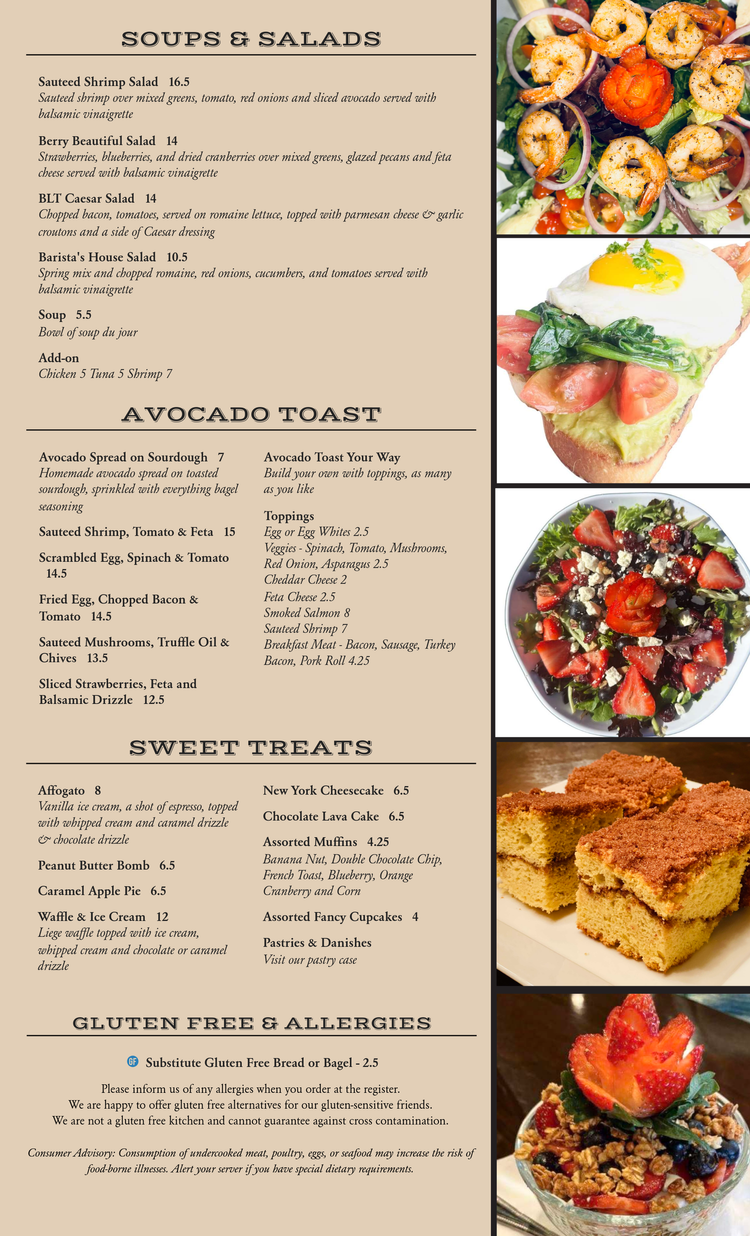 SOUPS & SALADS
Sauteed Shrimp Salad 16.5
Sauteed shrimp over mixed greens, tomato, red onions and sliced avocado served with
balsamic vinaigrette
Berry Beautiful Salad 14
Strawberries, blueberries, and dried cranberries over mixed greens, glazed pecans and feta
cheese served with balsamic vinaigrette
BLT Caesar Salad 14
Chopped bacon, tomatoes, served on romaine lettuce, topped with parmesan cheese & garlic
croutons and a side of Caesar dressing
Barista's House Salad 10.5
Spring mix and chopped romaine, red onions, cucumbers, and tomatoes served with
balsamic vinaigrette
Soup 5.5
Bowl of soup du jour
Add-on
Chicken 5 Tuna 5 Shrimp 7
AVOCADO TOAST
Avocado Spread on Sourdough 7
Homemade avocado spread on toasted
sourdough, sprinkled with everything bagel
seasoning
Sauteed Shrimp, Tomato & Feta 15
Scrambled Egg, Spinach & Tomato
14.5
Fried Egg, Chopped Bacon &
Tomato 14.5
Sauteed Mushrooms, Truffle Oil &
Chives 13.5
Sliced Strawberries, Feta and
Balsamic Drizzle 12.5
Avocado Toast Your Way
Build your own with toppings, as many
as you like
Toppings
Egg or Egg Whites 2.5
Veggies - Spinach, Tomato, Mushrooms,
Red Onion, Asparagus 2.5
Cheddar Cheese 2
Feta Cheese 2.5
Smoked Salmon 8
Sauteed Shrimp 7
Breakfast Meat - Bacon, Sausage, Turkey
Bacon, Pork Roll 4.25
SWEET TREATS
Affogato 8
Vanilla ice cream, a shot of espresso, topped
with whipped cream and caramel drizzle
& chocolate drizzle
Peanut Butter Bomb 6.5
Caramel Apple Pie 6.5
Waffle & Ice Cream 12
Liege waffle topped with ice cream,
whipped cream and chocolate or caramel
drizzle
New York Cheesecake 6.5
Chocolate Lava Cake 6.5
Assorted Muffins 4.25
Banana Nut, Double Chocolate Chip,
French Toast, Blueberry, Orange
Cranberry and Corn
Assorted Fancy Cupcakes 4
Pastries & Danishes
Visit our pastry case
GLUTEN FREE & ALLERGIES
GF Substitute Gluten Free Bread or Bagel - 2.5
Please inform us of any allergies when you order at the register.
We are happy to offer gluten free alternatives for our gluten-sensitive friends.
We are not a gluten free kitchen and cannot guarantee against cross contamination.
Consumer Advisory: Consumption of undercooked meat, poultry, eggs, or seafood may increase the risk of
food-borne illnesses. Alert your server if you have special dietary requirements.